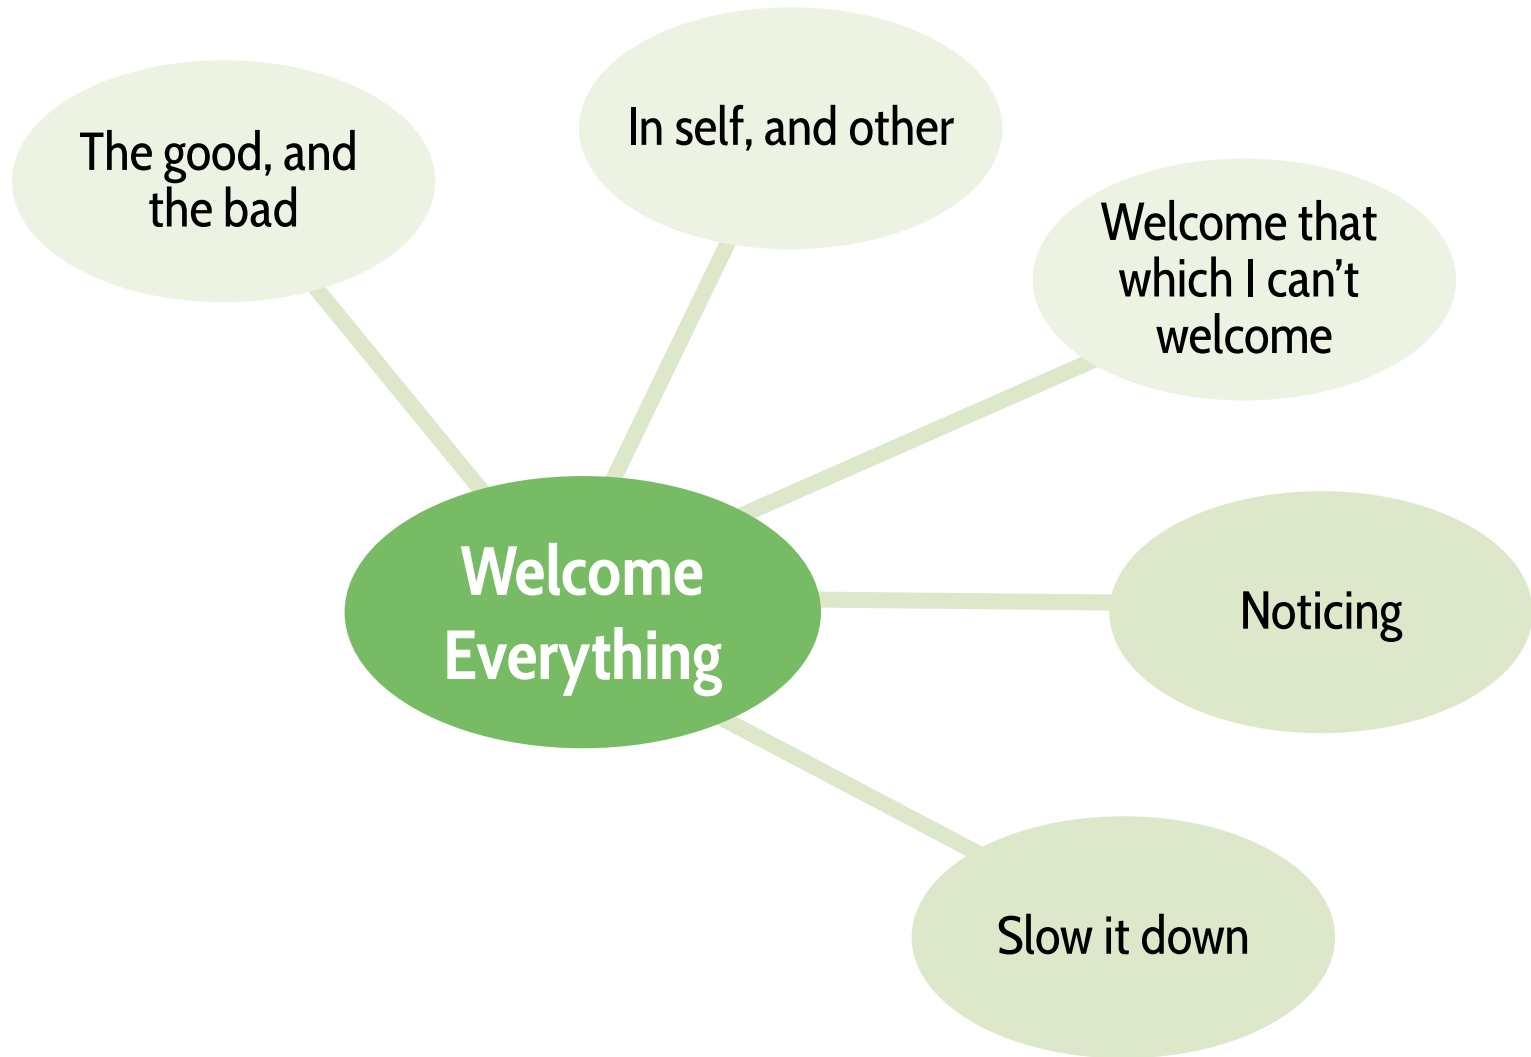 The good, and
the bad
In self, and other
Welcome that
which I can’t
welcome
Welcome
Everything
Noticing
Slow it down